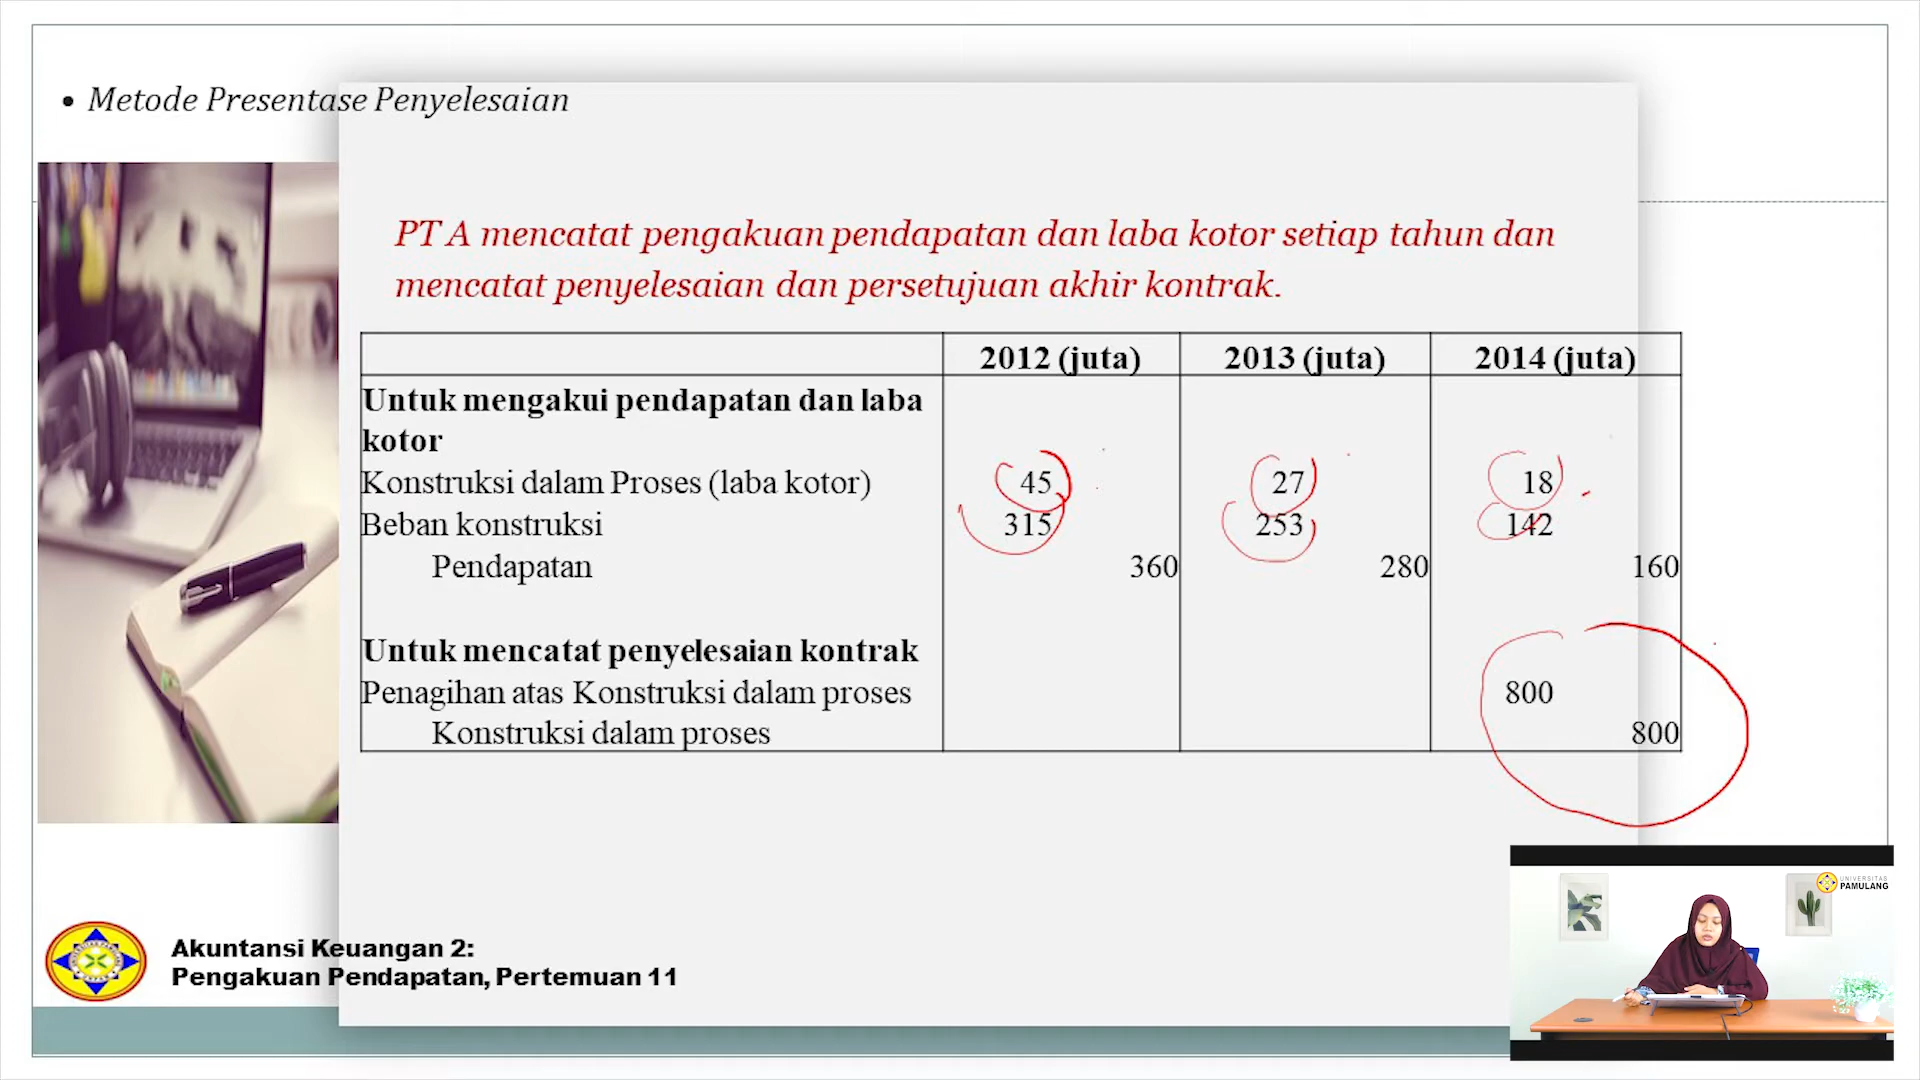 • Metode Presentase Penyelesaian
PT A mencatat pengakuan pendapatan dan laba kotor setiap tahun dan
mencatat penyelesaian dan persetujuan akhir kontrak.
2012 (juta) 2013 (juta) 2014 (juta)
Untuk mengakui pendapatan dan laba
kotor
Konstruksi dalam Proses (laba kotor) 45 27 18
Beban konstruksi 315 253 142
Pendapatan 360 280 160
Untuk mencatat penyelesaian kontrak
Penagihan atas Konstruksi dalam proses 800
Konstruksi dalam proses 800
UNIVERSITAS
PAMULANG
Akuntansi Keuangan 2:
Pengakuan Pendapatan, Pertemuan 11